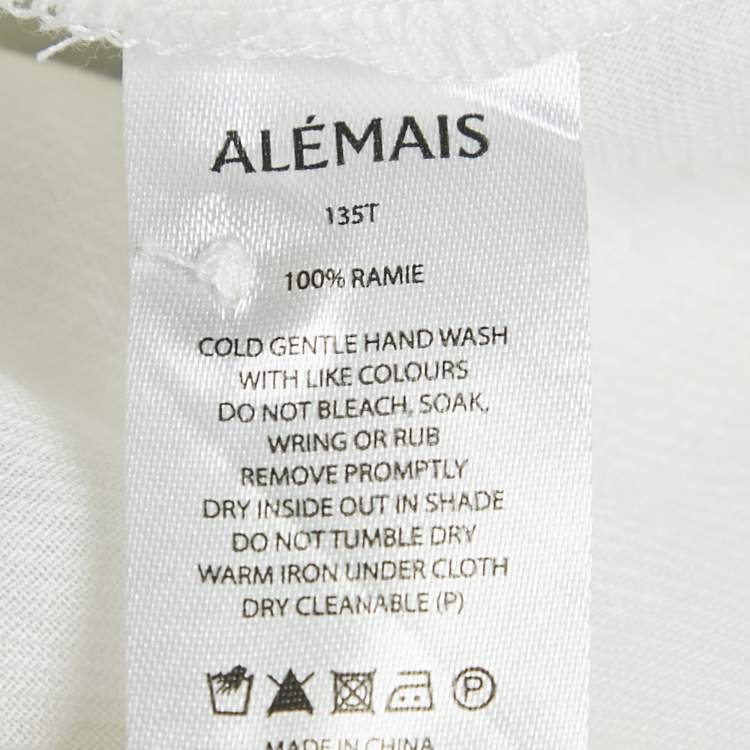 ALÉMAIS
135T
100% RAMIE
COLD GENTLE HAND WASH
WITH LIKE COLOURS
DO NOT BLEACH, SOAK,
WRING OR RUB
REMOVE PROMPTLY
DRY INSIDE OUT IN SHADE
DO NOT TUMBLE DRY
WARM IRON UNDER CLOTH
DRY CLEANABLE (P)
P
MADE IN CHINA